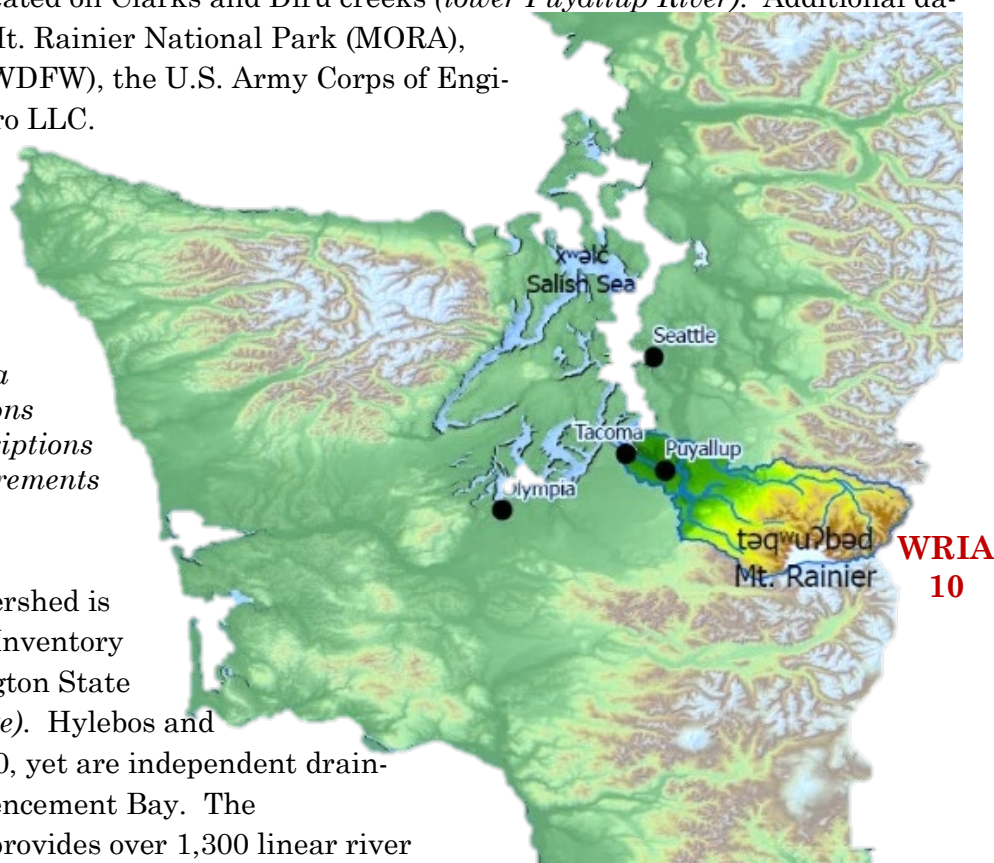 ated on Clarks and Diru creeks (lower Puyallup River). Additional da-
Mt. Rainier National Park (MORA),
WDFW), the U.S. Army Corps of Engi-
ro LLC.
x̌ʷəlč
Salish Sea
Seattle
a
ons
riptions
rements
Tacoma
Puyallup
Olympia
təqʷuʔbəd
Mt. Rainier
WRIA
10
ershed is
Inventory
gton State
e). Hylebos and
0, yet are independent drain-
encement Bay. The
provides over 1,300 linear river